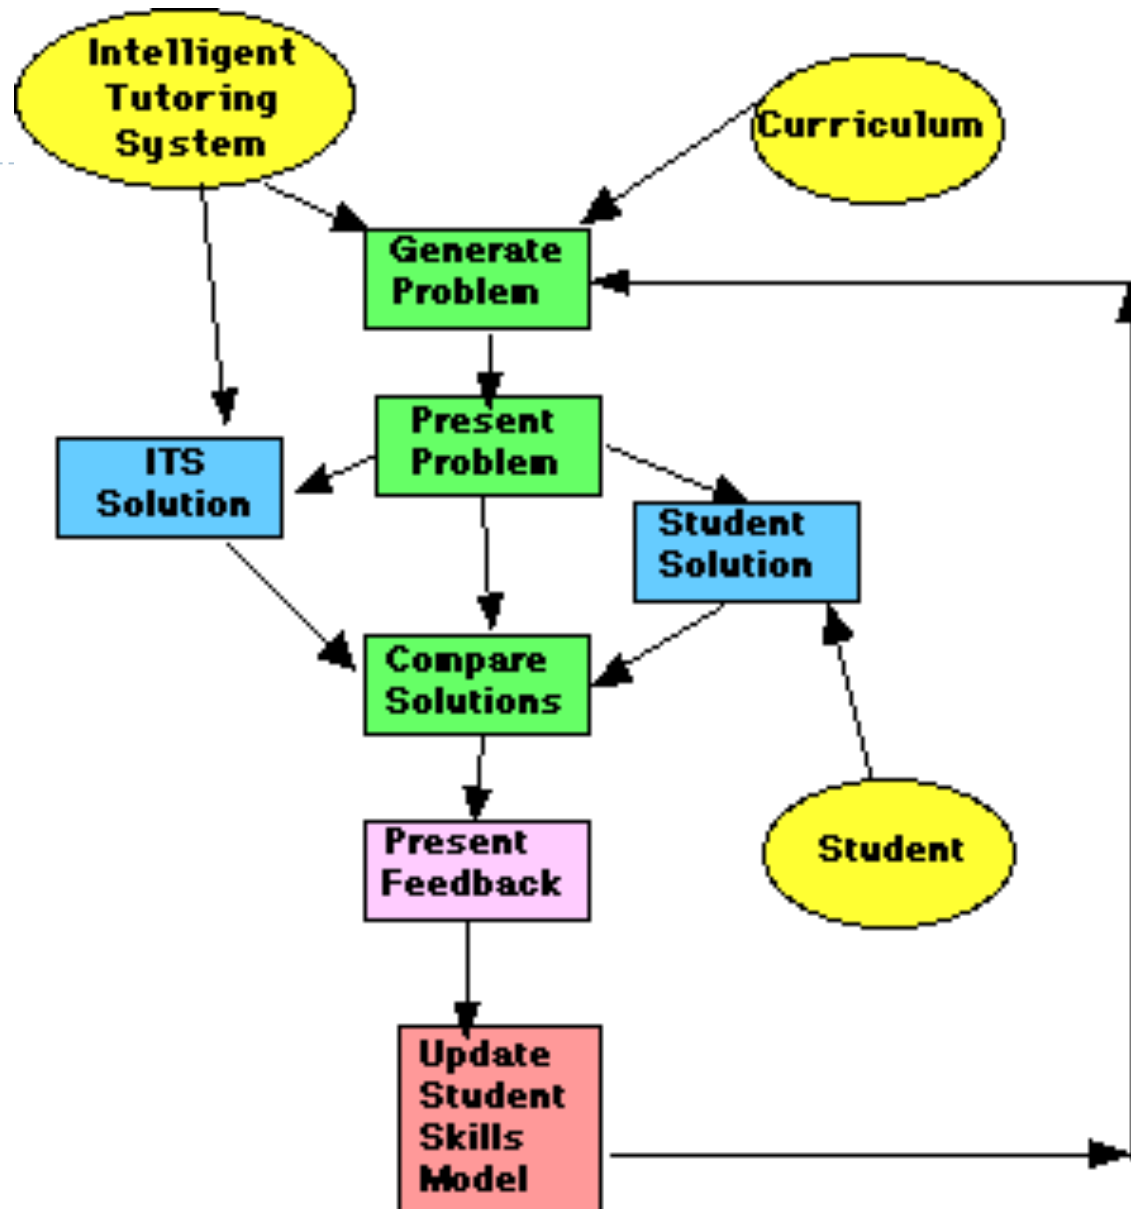 Intelligent
Tutoring
System
Curriculum
Generate
Problem
Present
Problem
ITS
Solution
Student
Solution
Compare
Solutions
Present
Feedback
Student
Update
Student
Skills
Model